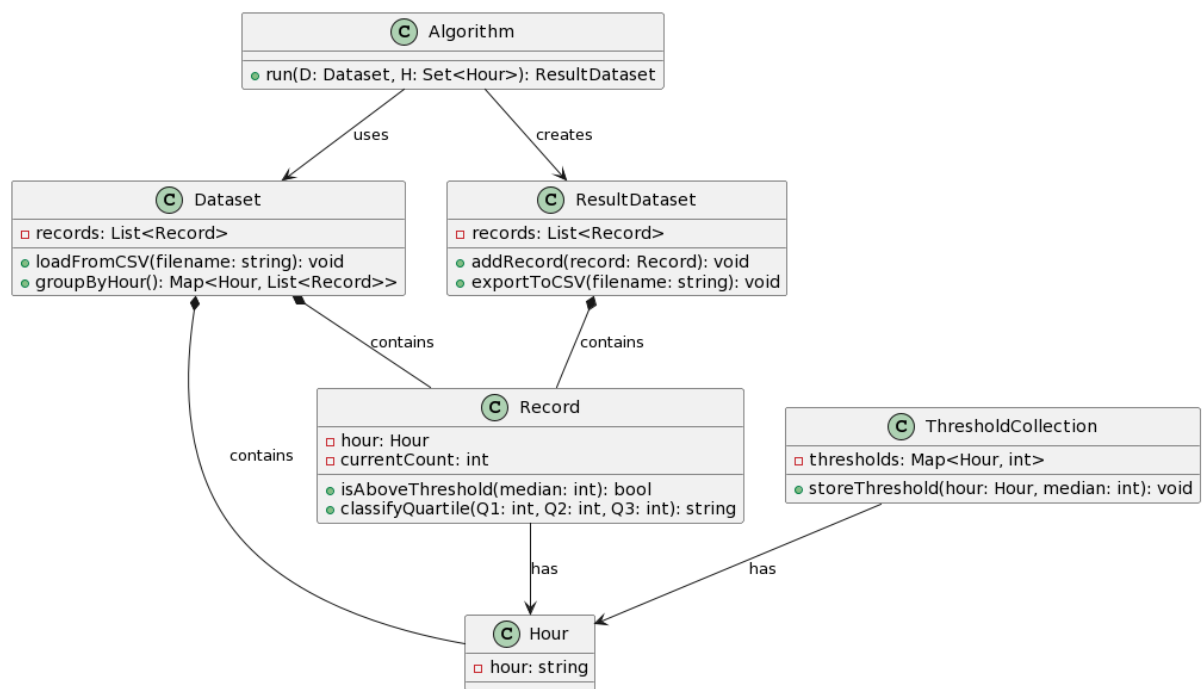 C Algorithm
run(D: Dataset, H: Set<Hour>): ResultDataset
uses
creates
C Dataset
records: List<Record>
loadFromCSV(filename: string): void
groupByHour(): Map<Hour, List<Record>>
C ResultDataset
records: List<Record>
addRecord(record: Record): void
exportToCSV(filename: string): void
contains
contains
contains
C Record
hour: Hour
currentCount: int
isAboveThreshold(median: int): bool
classifyQuartile(Q1: int, Q2: int, Q3: int): string
C ThresholdCollection
thresholds: Map<Hour, int>
storeThreshold(hour: Hour, median: int): void
has
has
C Hour
hour: string